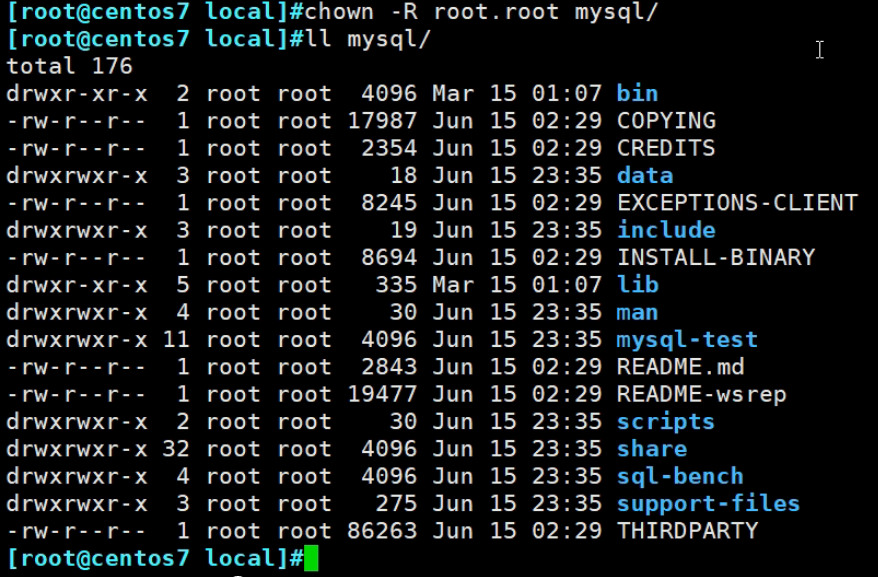 [root@centos7 local]#chown -R root.root mysql/
[root@centos7 local]#ll mysql/
total 176
drwxr-xr-x  2 root root  4096 Mar 15 01:07 bin
-rw-r--r--  1 root root 17987 Jun 15 02:29 COPYING
-rw-r--r--  1 root root  2354 Jun 15 02:29 CREDITS
drwxrwxr-x  3 root root    18 Jun 15 23:35 data
-rw-r--r--  1 root root  8245 Jun 15 02:29 EXCEPTIONS-CLIENT
drwxrwxr-x  3 root root    19 Jun 15 23:35 include
-rw-r--r--  1 root root  8694 Jun 15 02:29 INSTALL-BINARY
drwxr-xr-x  5 root root   335 Mar 15 01:07 lib
drwxrwxr-x  4 root root    30 Jun 15 23:35 man
drwxrwxr-x 11 root root  4096 Jun 15 23:35 mysql-test
-rw-r--r--  1 root root  2843 Jun 15 02:29 README.md
-rw-r--r--  1 root root 19477 Jun 15 02:29 README-wsrep
drwxrwxr-x  2 root root    30 Jun 15 23:35 scripts
drwxrwxr-x 32 root root  4096 Jun 15 23:35 share
drwxrwxr-x  4 root root  4096 Jun 15 23:35 sql-bench
drwxrwxr-x  3 root root   275 Jun 15 23:35 support-files
-rw-r--r--  1 root root 86263 Jun 15 02:29 THIRDPARTY
[root@centos7 local]#